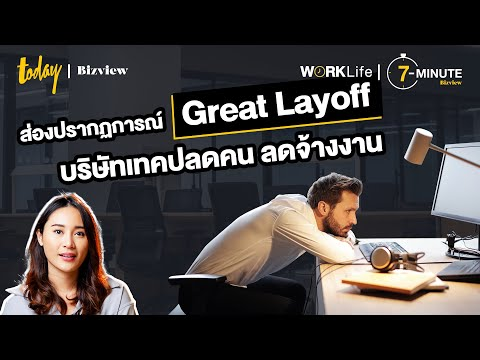 today | Bizview
WORKLife | 7-MINUTE
Bizview
ส่องปรากฏการณ์ Great Layoff
บริษัทเทคปลดคน ลดจ้างงาน